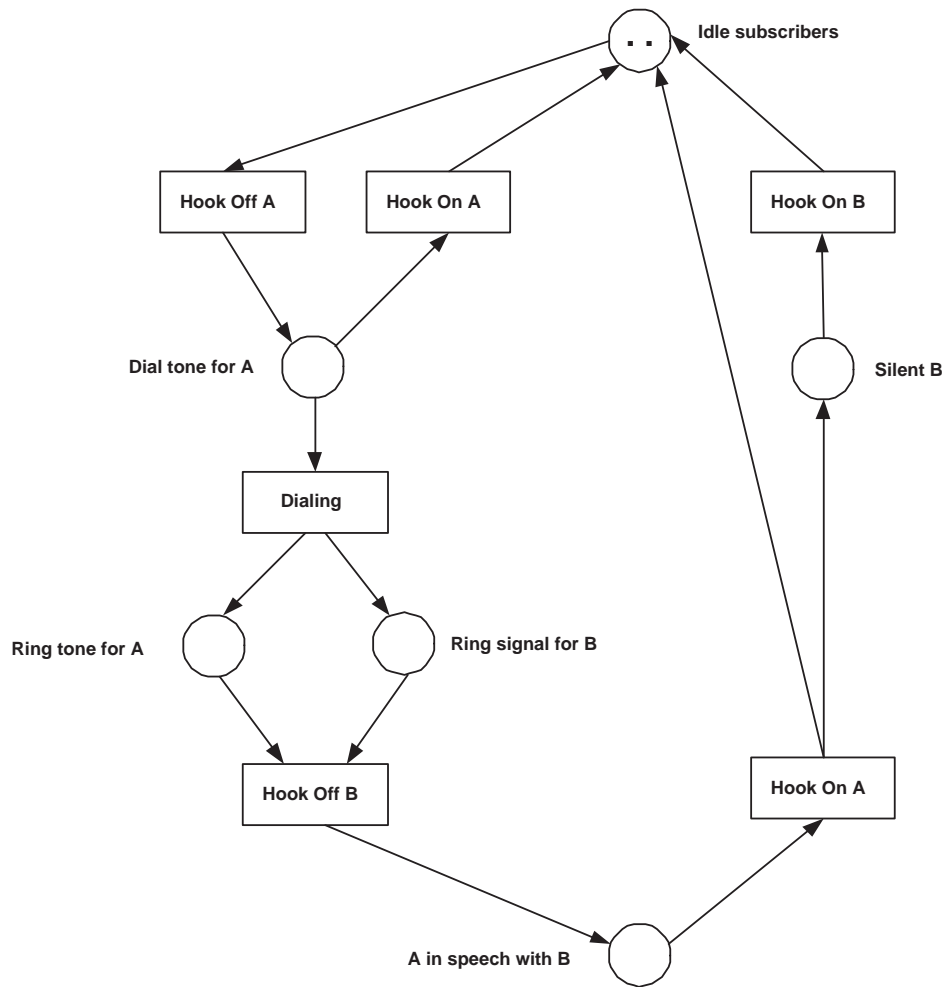 Idle subscribers
Hook Off A
Hook On A
Hook On B
Dial tone for A
Silent B
Dialing
Ring tone for A
Ring signal for B
Hook Off B
Hook On A
A in speech with B